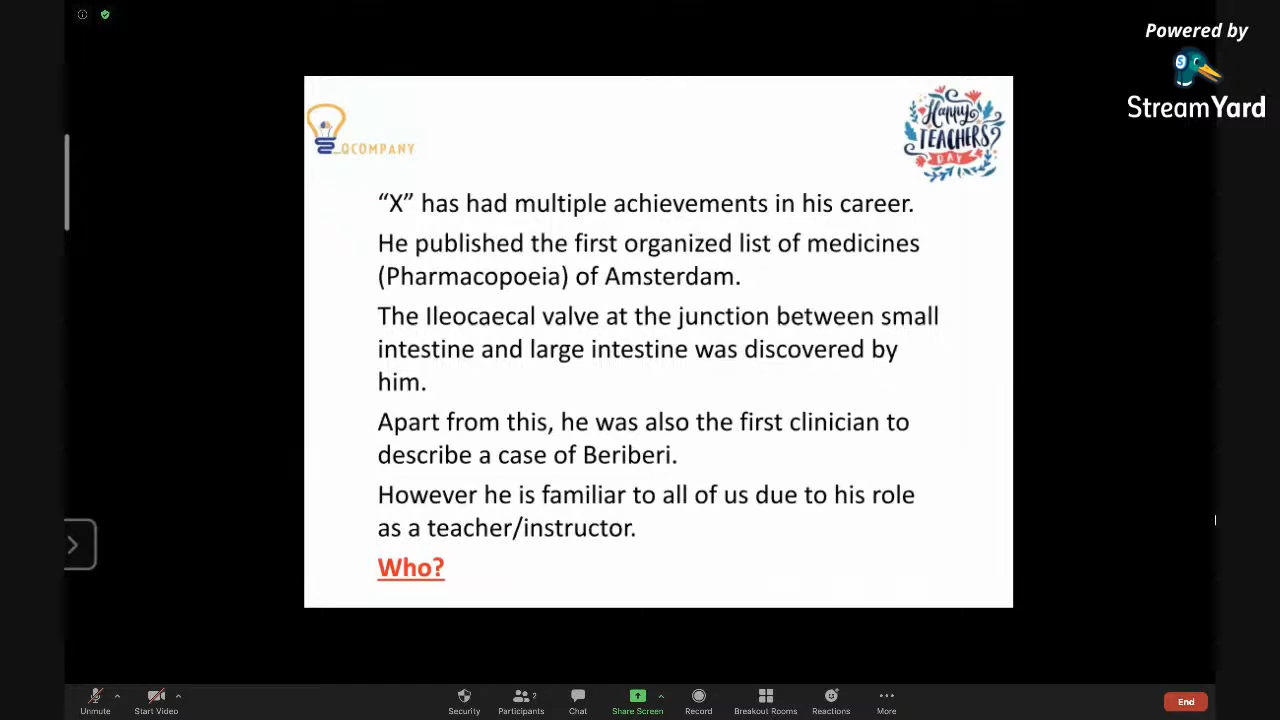 Powered by
StreamYard
QCOMPANY
Happy
TEACHERS?
DAY
“X” has had multiple achievements in his career.
He published the first organized list of medicines
(Pharmacopoeia) of Amsterdam.
The Ileocaecal valve at the junction between small
intestine and large intestine was discovered by
him.
Apart from this, he was also the first clinician to
describe a case of Beriberi.
However he is familiar to all of us due to his role
as a teacher/instructor.
Who?
Unmute
Start Video
Security
Participants
2
Chat
Share Screen
Record
Breakout Rooms
Reactions
More
End